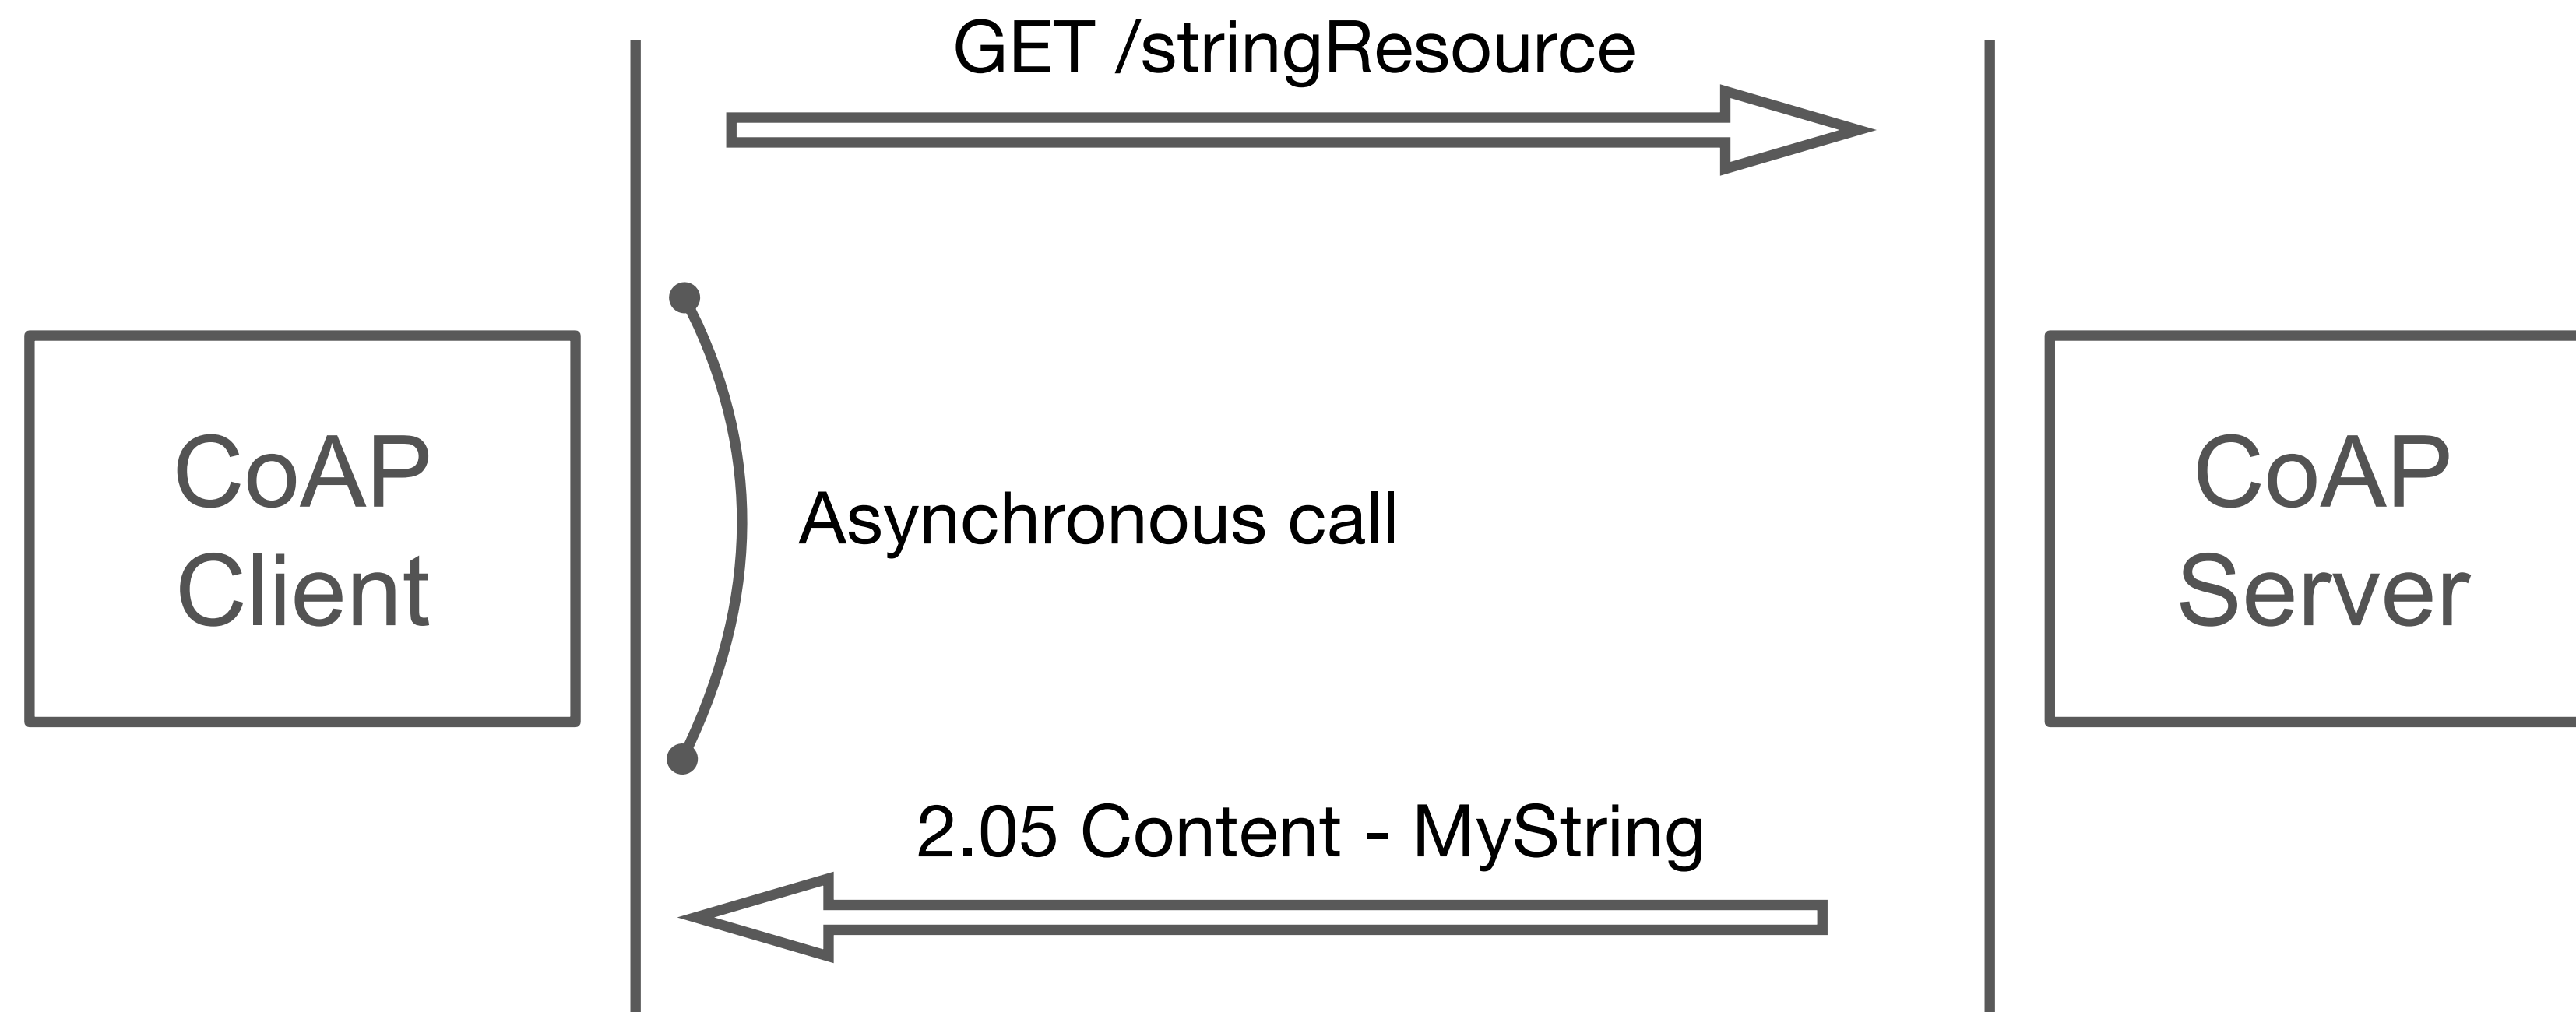 GET /stringResource
CoAP
Client
Asynchronous call
CoAP
Server
2.05 Content - MyString